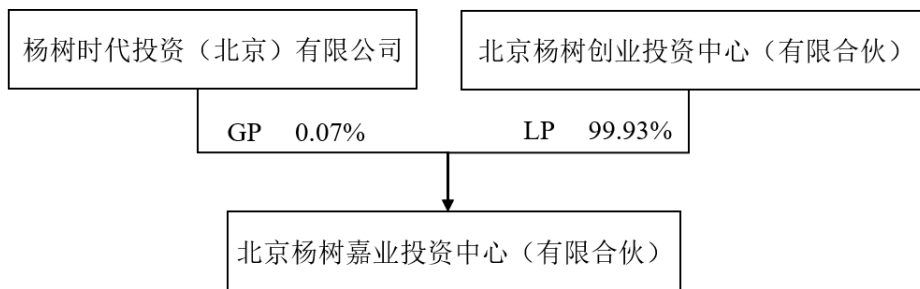 杨树时代投资（北京）有限公司
北京杨树创业投资中心（有限合伙）
GP 0.07%
LP 99.93%
北京杨树嘉业投资中心（有限合伙）